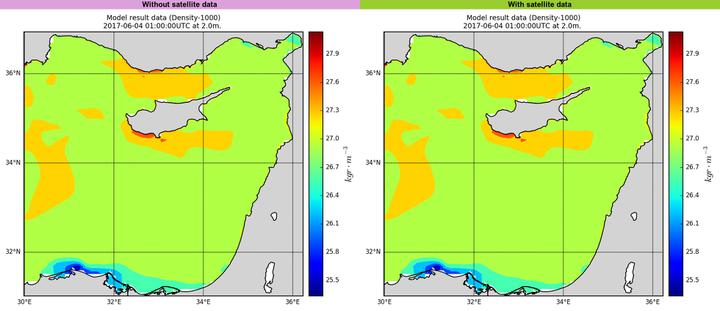 Without satellite data
With satellite data
Model result data (Density-1000)
2017-06-04 01:00:00UTC at 2.0m.
36°N
34°N
32°N
30°E
32°E
34°E
36°E
27.9
27.6
27.3
27.0
26.7
26.4
26.1
25.8
25.5
kgr · m⁻³
Model result data (Density-1000)
2017-06-04 01:00:00UTC at 2.0m.
36°N
34°N
32°N
30°E
32°E
34°E
36°E
27.9
27.6
27.3
27.0
26.7
26.4
26.1
25.8
25.5
kgr · m⁻³